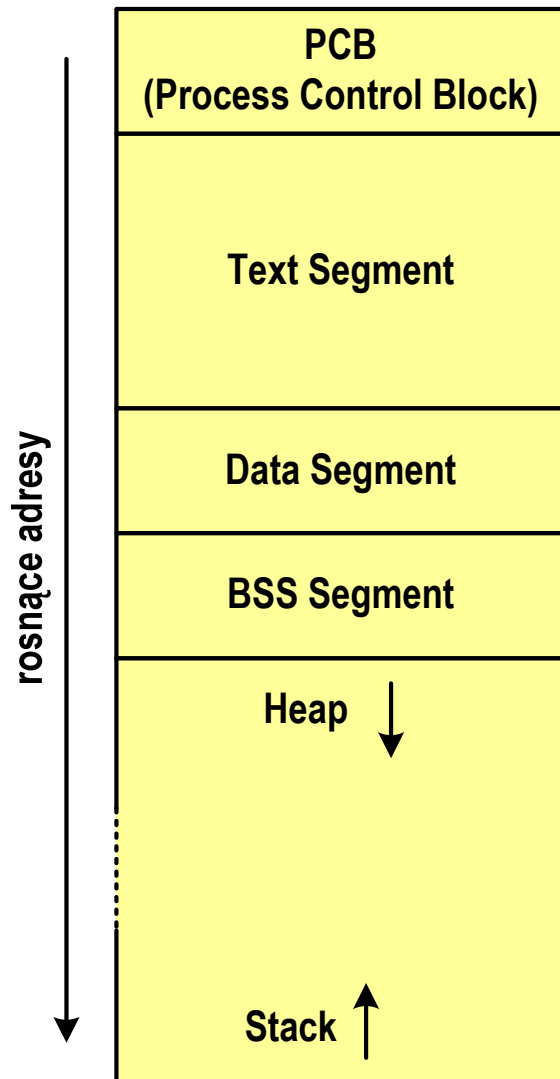 PCB
(Process Control Block)
Text Segment
Data Segment
BSS Segment
Heap
Stack
rosnące adresy